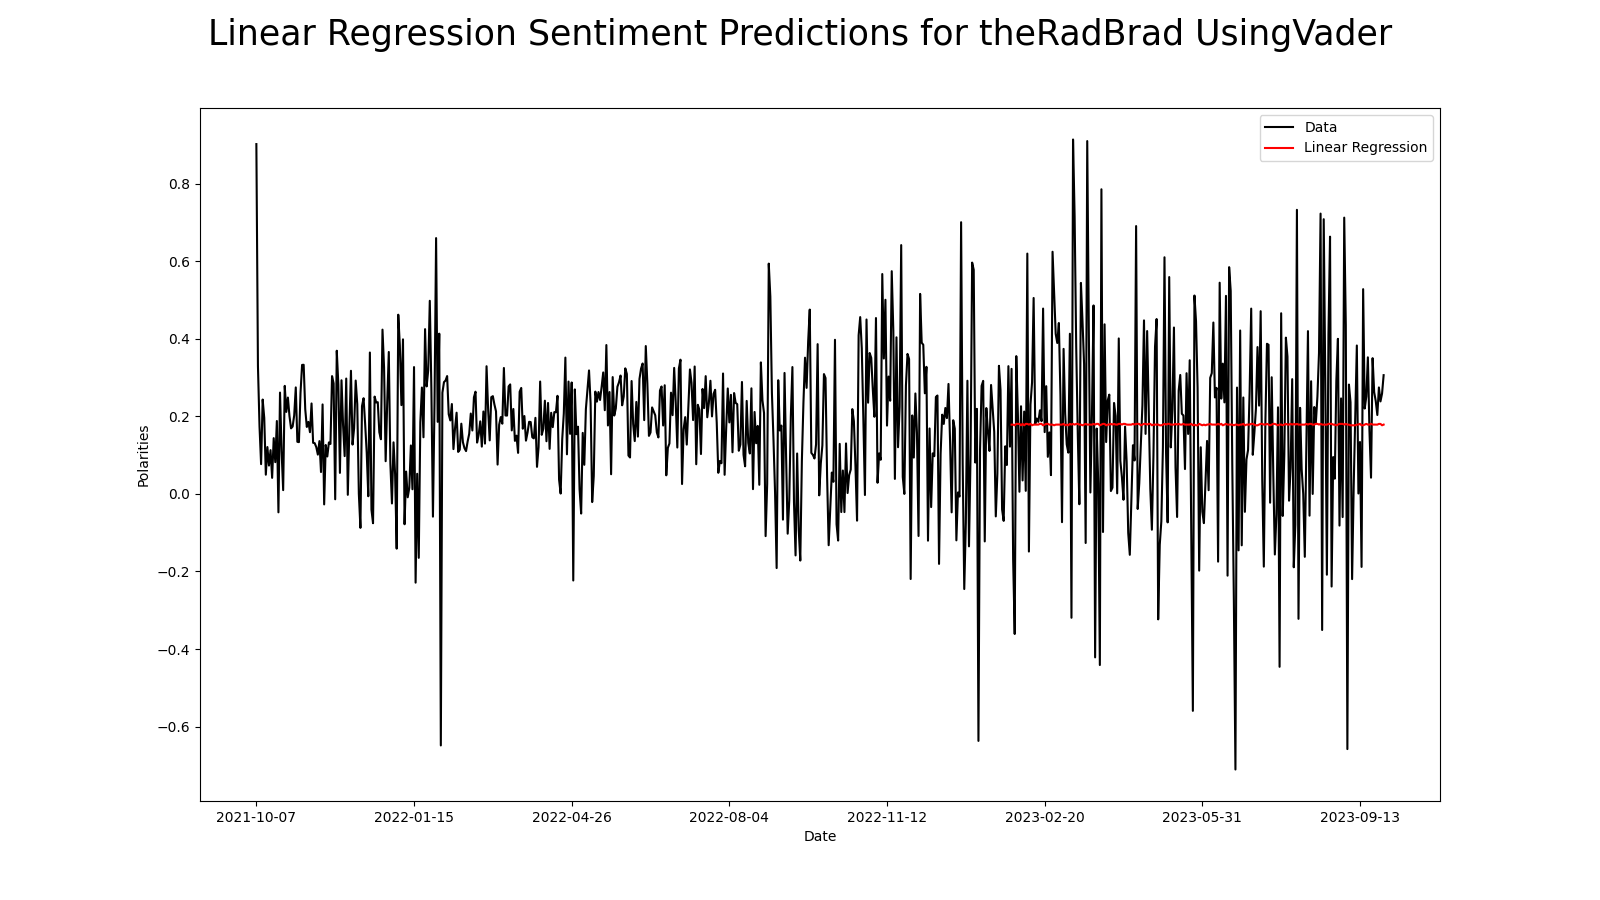 Linear Regression Sentiment Predictions for theRadBrad UsingVader
Data
Linear Regression
0.8
0.6
0.4
0.2
0.0
−0.2
−0.4
−0.6
Polarities
2021-10-07 2022-01-15 2022-04-26 2022-08-04 2022-11-12 2023-02-20 2023-05-31 2023-09-13
Date